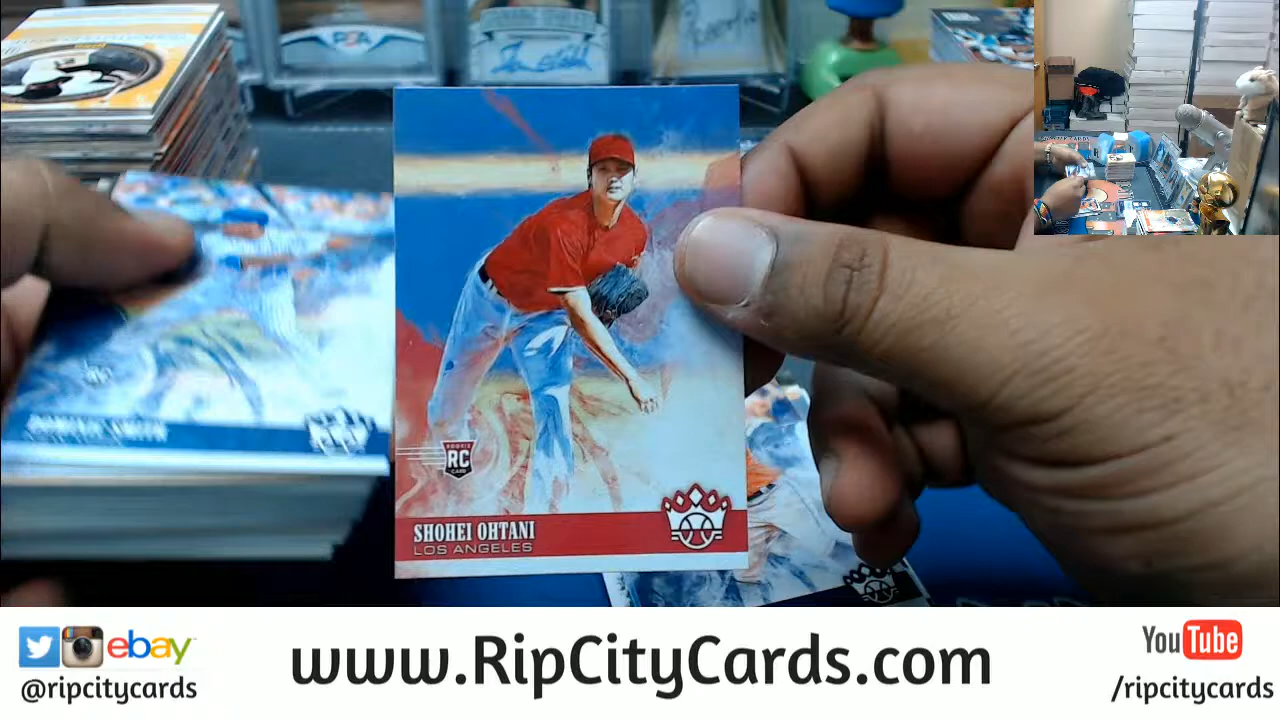 PSA
ROOKIE
RC
CARD
SHOHEI OHTANI
LOS ANGELES
ebay
@ripcitycards
www.RipCityCards.com
YouTube
/ripcitycards